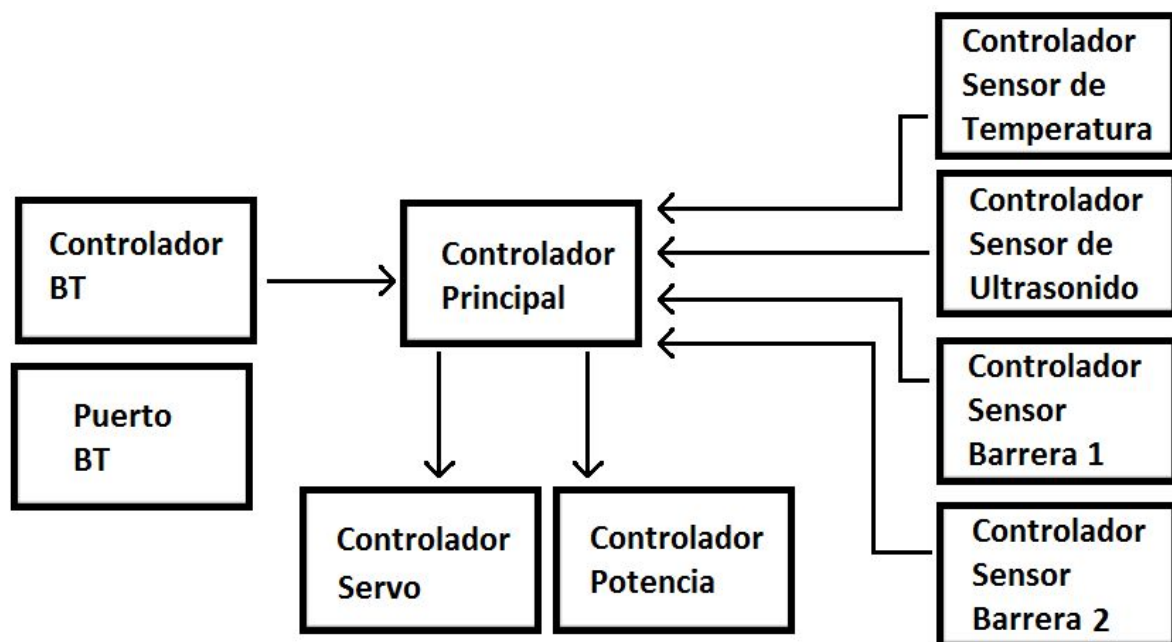 Controlador
BT
Puerto
BT
Controlador
Principal
Controlador
Servo
Controlador
Potencia
Controlador
Sensor de
Temperatura
Controlador
Sensor de
Ultrasonido
Controlador
Sensor
Barrera 1
Controlador
Sensor
Barrera 2